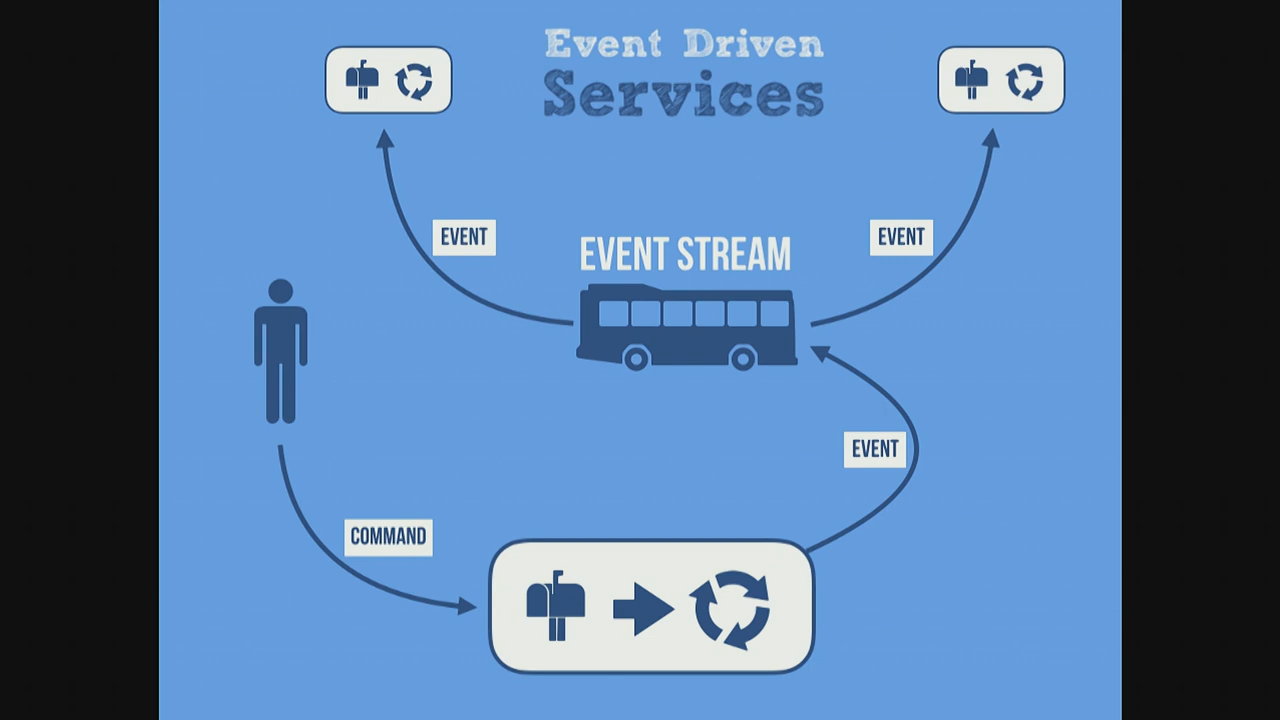 Event Driven
Services
EVENT
EVENT
EVENT STREAM
EVENT
COMMAND